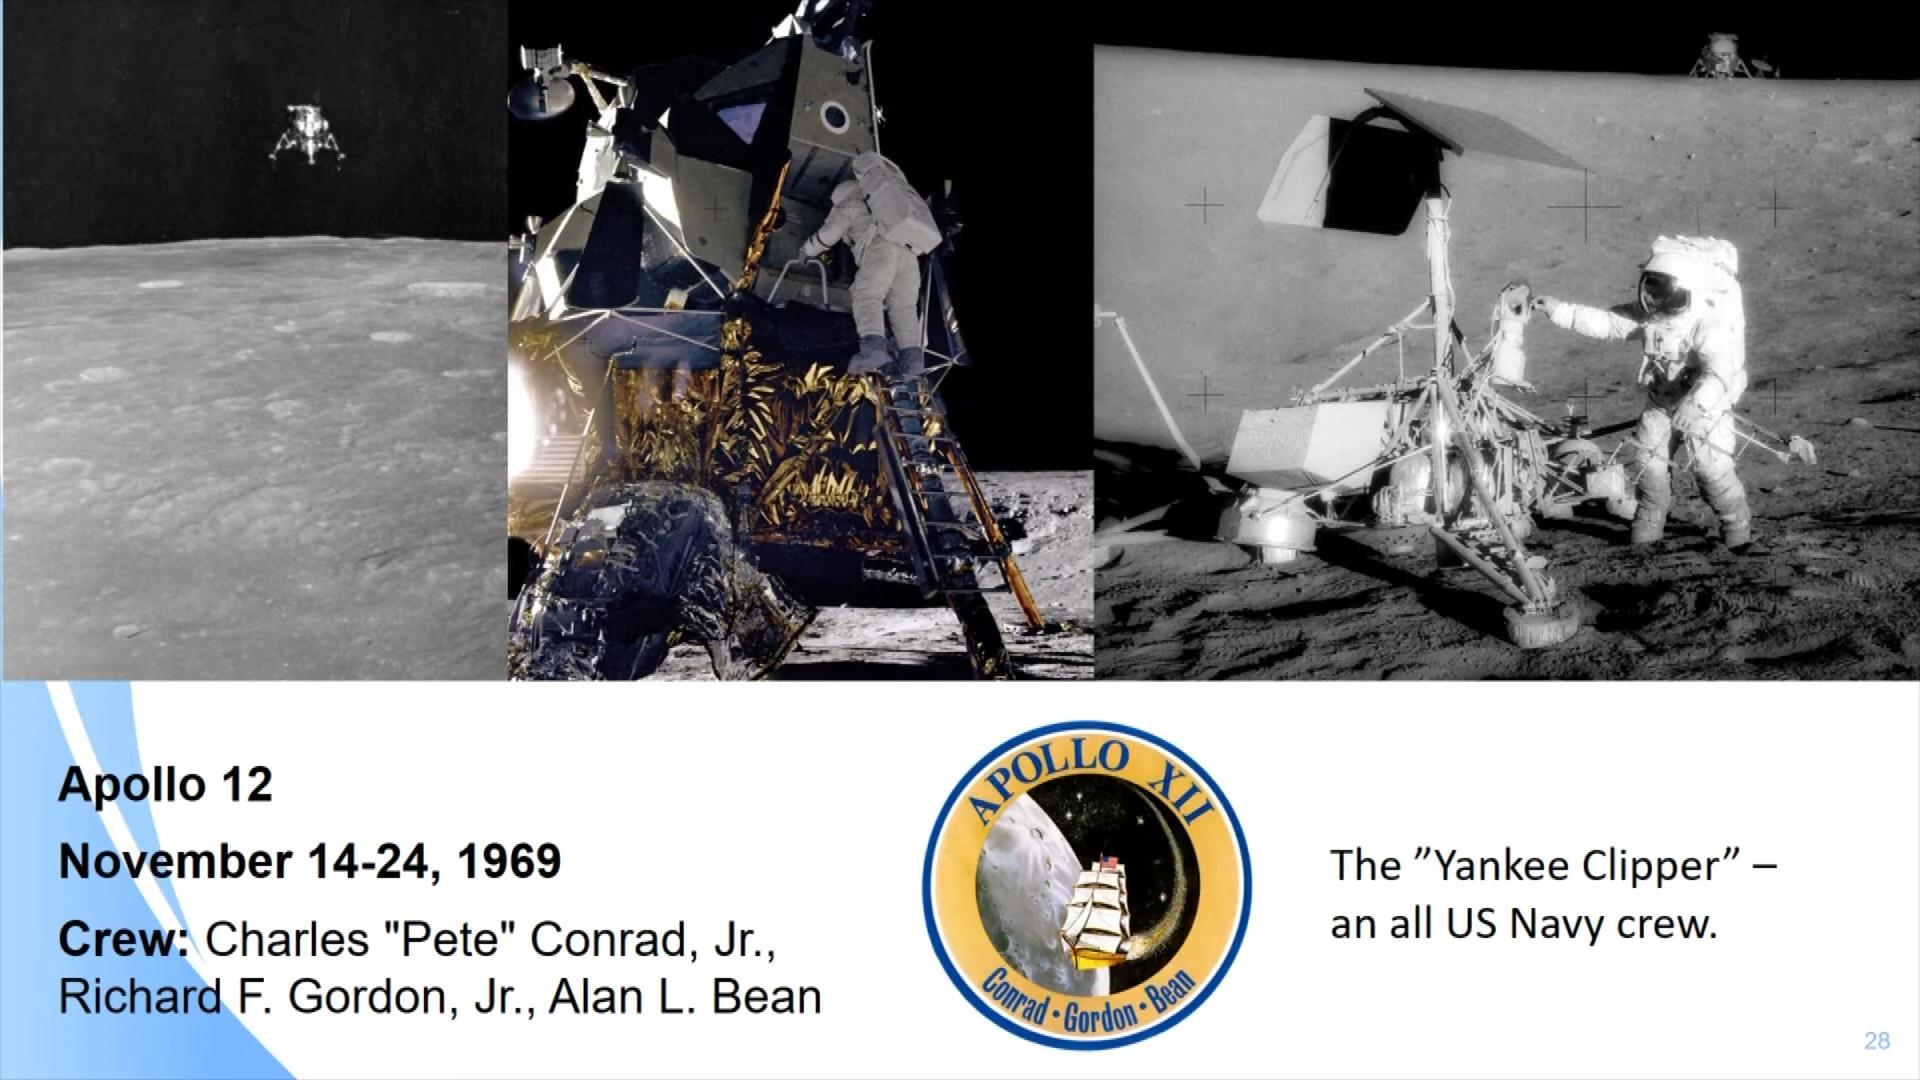 Apollo 12
November 14-24, 1969
Crew: Charles "Pete" Conrad, Jr.,
Richard F. Gordon, Jr., Alan L. Bean
APOLLO XII
Conrad • Gordon • Bean
The ”Yankee Clipper” –
an all US Navy crew.
28